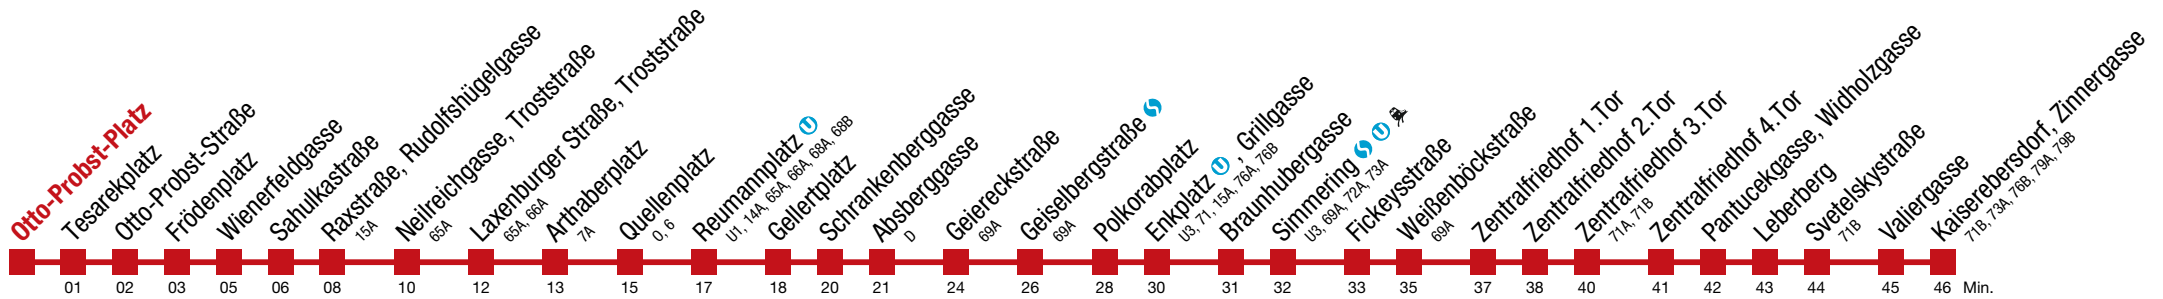 Otto-Probst-Platz
Tesarekplatz
Otto-Probst-Straße
Frödenplatz
Wienerfeldgasse
Sahulkastraße
Raxstraße, Rudolfshügelgasse
15A
Neilreichgasse, Troststraße
65A
Laxenburger Straße, Troststraße
65A, 66A
Arthaberplatz
7A
Quellenplatz
O, 6
Reumannplatz U
U1, 14A, 65A, 66A, 68A, 68B
Gellertplatz
Schrankenberggasse
Absberggasse
D
Geiereckstraße
69A
Geiselbergstraße S
69A
Polkorabplatz
Enkplatz U, Grillgasse
U3, 71, 15A, 76A, 76B
Braunhubergasse
Simmering S U
U3, 69A, 72A, 73A
Fickeysstraße
Weißenböckstraße
69A
Zentralfriedhof 1.Tor
Zentralfriedhof 2.Tor
Zentralfriedhof 3.Tor
71A, 71B
Zentralfriedhof 4.Tor
Pantucekgasse, Widholzgasse
Leberberg
Svetelskystraße
71B
Valiergasse
Kaiserebersdorf, Zinnergasse
71B, 73A, 76B, 79A, 79B
01 02 03 05 06 08 10 12 13 15 17 18 20 21 24 26 28 30 31 32 33 35 37 38 40 41 42 43 44 45 46 Min.